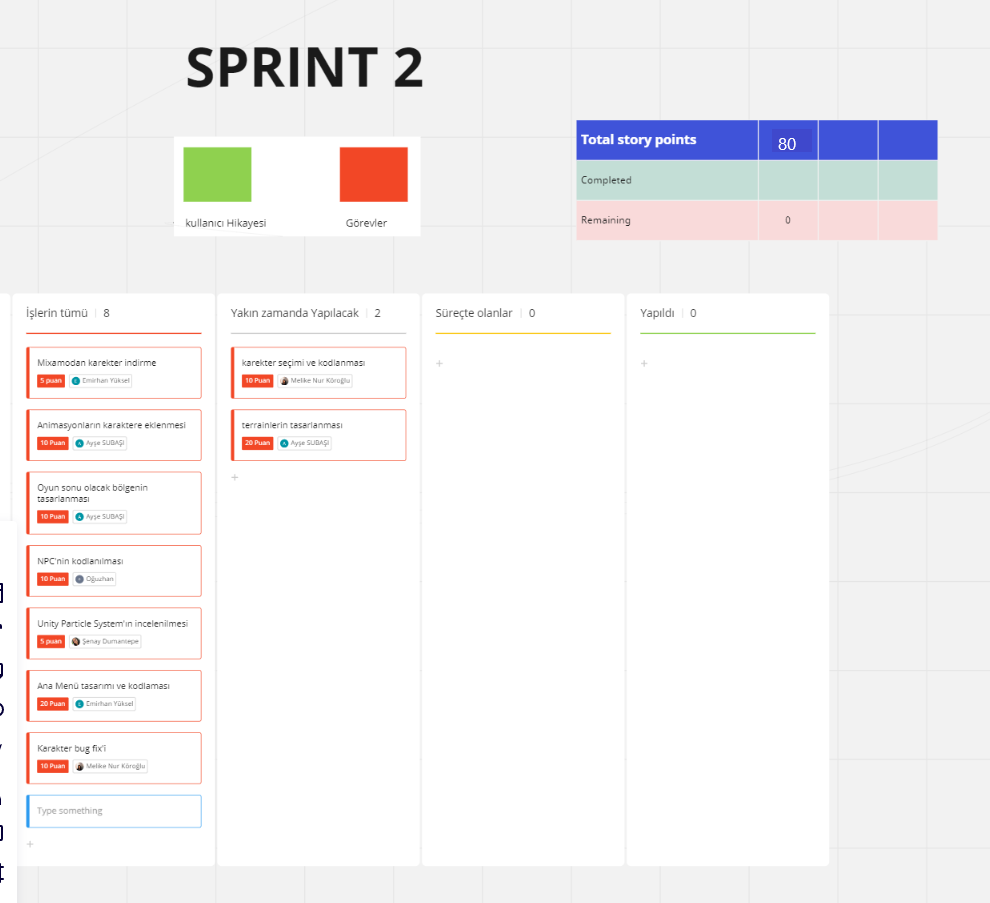 SPRINT 2
kullanıcı Hikayesi
Görevler
Total story points 80
Completed
Remaining 0
İşlerin tümü 8
Mixamodan karekter indirme
5 puan Emirhan Yüksel
Animasyonların karaktere eklenmesi
10 Puan A Ayşe SUBAŞI
Oyun sonu olacak bölgenin
tasarlanması
10 Puan A Ayşe SUBAŞI
NPC'nin kodlanılması
10 Puan Oğuzhan
Unity Particle System'ın incelenilmesi
5 puan Şenay Dumantepe
Ana Menü tasarımı ve kodlaması
20 Puan E Emirhan Yüksel
Karakter bug fix'i
10 Puan Melike Nur Köroğlu
Type something
+
Yakın zamanda Yapılacak 2
karekter seçimi ve kodlanması
10 Puan Melike Nur Köroğlu
terrainlerin tasarlanması
20 Puan A Ayşe SUBAŞI
+
Süreçte olanlar 0
+
Yapıldı 0
+